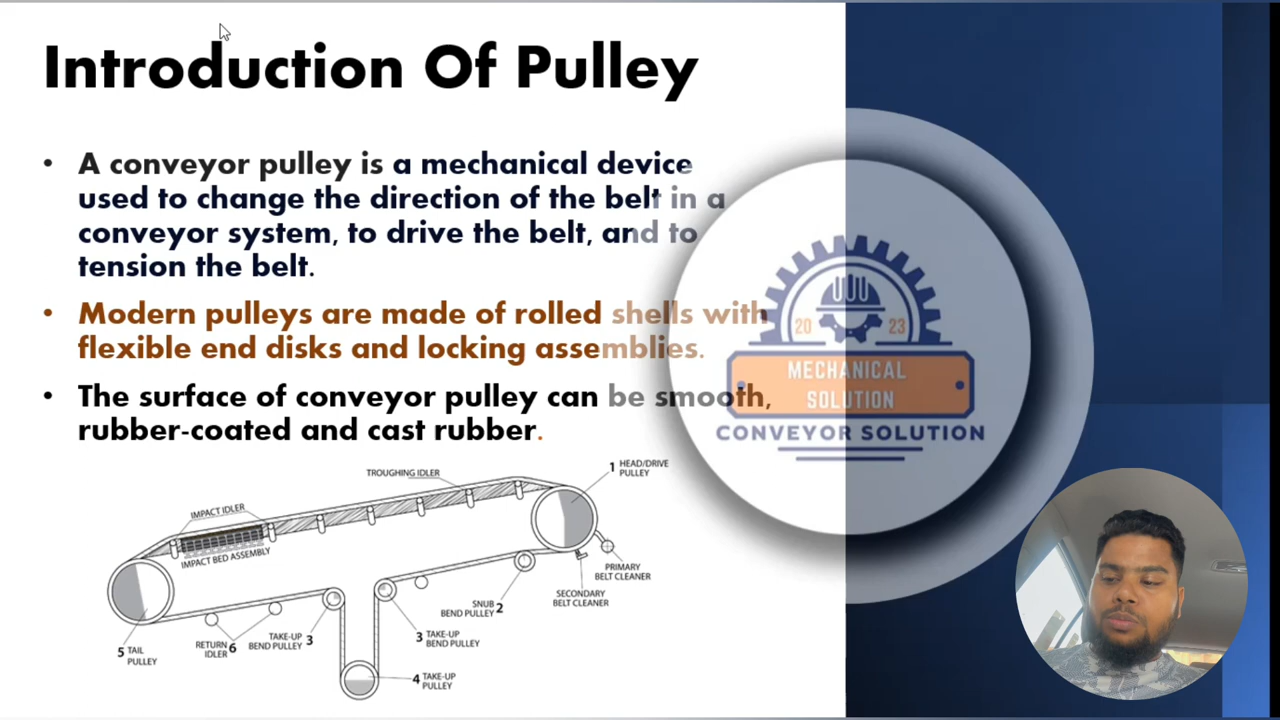 Introduction Of Pulley
• A conveyor pulley is a mechanical device
used to change the direction of the belt in a
conveyor system, to drive the belt, and to
tension the belt.
• Modern pulleys are made of rolled shells with
flexible end disks and locking assemblies.
• The surface of conveyor pulley can be smooth,
rubber-coated and cast rubber.
20 23
MECHANICAL
SOLUTION
CONVEYOR SOLUTION
TROUGHING IDLER
1 HEAD/DRIVE
PULLEY
IMPACT IDLER
IMPACT BED ASSEMBLY
PRIMARY
BELT CLEANER
SECONDARY
BELT CLEANER
SNUB
BEND PULLEY 2
3 TAKE-UP
BEND PULLEY
TAKE-UP
BEND PULLEY 3
RETURN
IDLER 6
5 TAIL
PULLEY
4 TAKE-UP
PULLEY